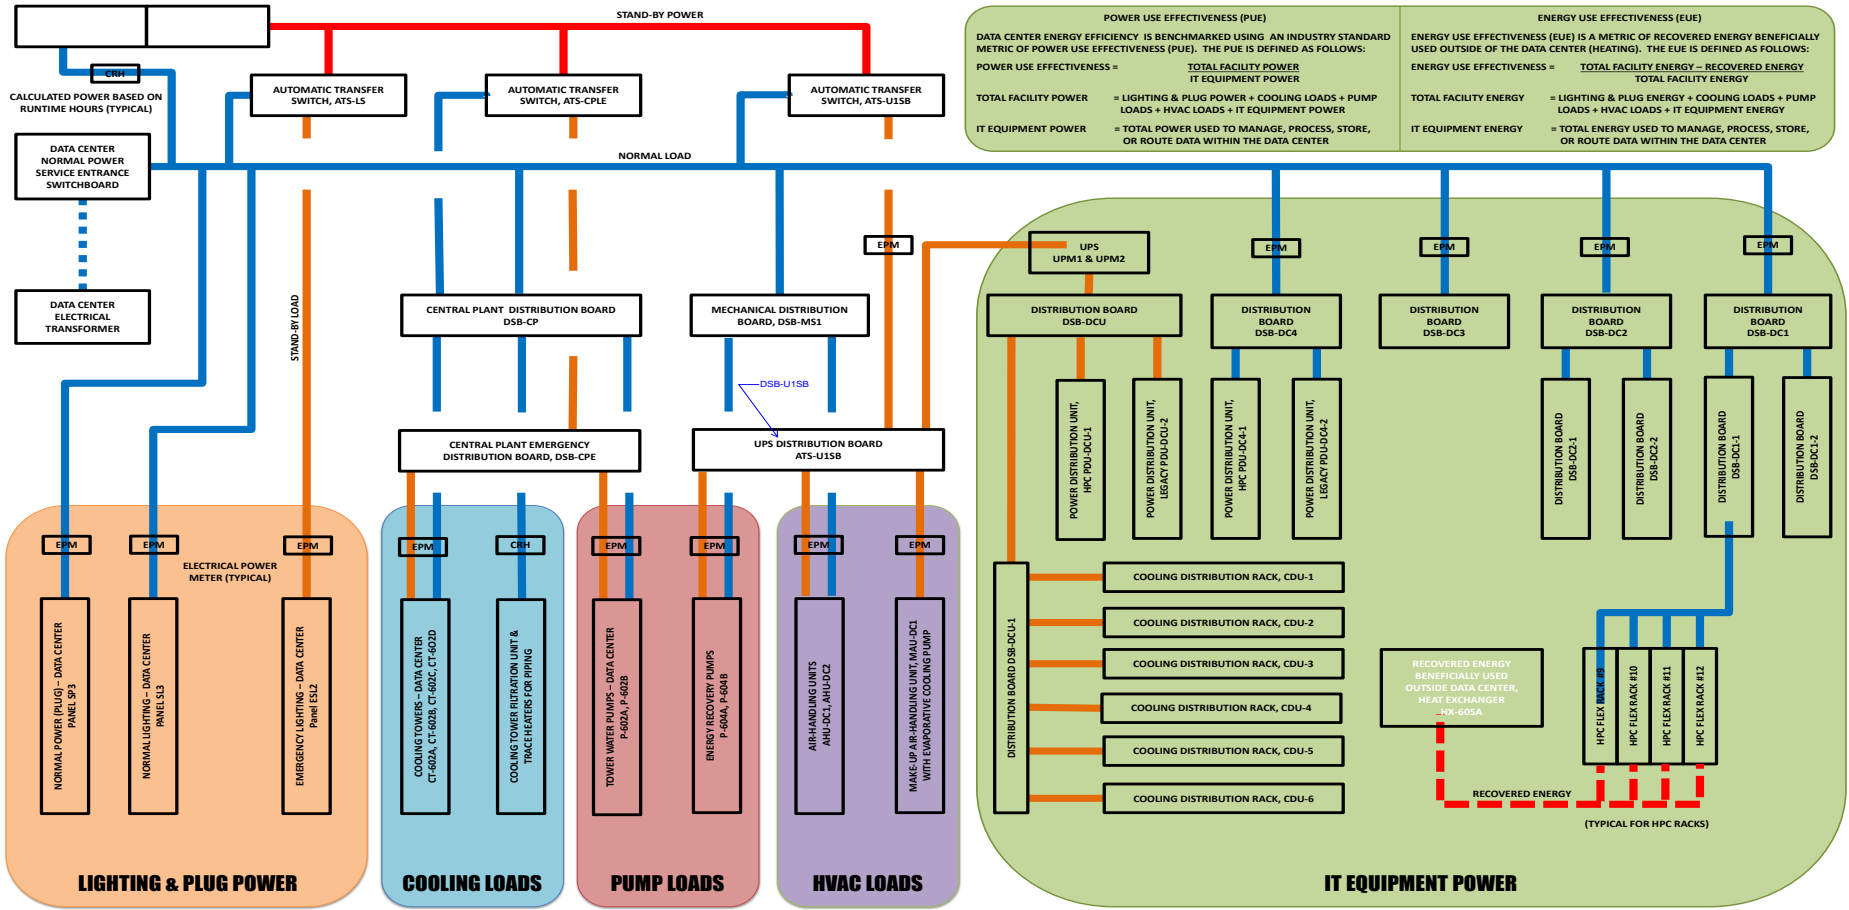 STAND-BY POWER
CRH
CALCULATED POWER BASED ON
RUNTIME HOURS (TYPICAL)
AUTOMATIC TRANSFER
SWITCH, ATS-LS
AUTOMATIC TRANSFER
SWITCH, ATS-CPLE
AUTOMATIC TRANSFER
SWITCH, ATS-U1SB
POWER USE EFFECTIVENESS (PUE)
DATA CENTER ENERGY EFFICIENCY IS BENCHMARKED USING AN INDUSTRY STANDARD
METRIC OF POWER USE EFFECTIVENESS (PUE). THE PUE IS DEFINED AS FOLLOWS:
POWER USE EFFECTIVENESS = TOTAL FACILITY POWER
IT EQUIPMENT POWER
TOTAL FACILITY POWER = LIGHTING & PLUG POWER + COOLING LOADS + PUMP
LOADS + HVAC LOADS + IT EQUIPMENT POWER
IT EQUIPMENT POWER = TOTAL POWER USED TO MANAGE, PROCESS, STORE,
OR ROUTE DATA WITHIN THE DATA CENTER
ENERGY USE EFFECTIVENESS (EUE)
ENERGY USE EFFECTIVENESS (EUE) IS A METRIC OF RECOVERED ENERGY BENEFICIALLY
USED OUTSIDE OF THE DATA CENTER (HEATING). THE EUE IS DEFINED AS FOLLOWS:
ENERGY USE EFFECTIVENESS = TOTAL FACILITY ENERGY – RECOVERED ENERGY
TOTAL FACILITY ENERGY
TOTAL FACILITY ENERGY = LIGHTING & PLUG ENERGY + COOLING LOADS + PUMP
LOADS + HVAC LOADS + IT EQUIPMENT ENERGY
IT EQUIPMENT ENERGY = TOTAL ENERGY USED TO MANAGE, PROCESS, STORE,
OR ROUTE DATA WITHIN THE DATA CENTER
DATA CENTER
NORMAL POWER
SERVICE ENTRANCE
SWITCHBOARD
NORMAL LOAD
DATA CENTER
ELECTRICAL
TRANSFORMER
STAND-BY LOAD
EPM
UPS
UPM1 & UPM2
EPM
EPM
EPM
EPM
CENTRAL PLANT DISTRIBUTION BOARD
DSB-CP
MECHANICAL DISTRIBUTION
BOARD, DSB-MS1
DISTRIBUTION BOARD
DSB-DCU
DISTRIBUTION
BOARD
DSB-DC4
DISTRIBUTION
BOARD
DSB-DC3
DISTRIBUTION
BOARD
DSB-DC2
DISTRIBUTION
BOARD
DSB-DC1
DSB-U1SB
CENTRAL PLANT EMERGENCY
DISTRIBUTION BOARD, DSB-CPE
UPS DISTRIBUTION BOARD
ATS-U1SB
POWER DISTRIBUTION UNIT,
HPC PDU-DCU-1
POWER DISTRIBUTION UNIT,
LEGACY PDU-DCU-2
POWER DISTRIBUTION UNIT,
HPC PDU-DC4-1
POWER DISTRIBUTION UNIT,
LEGACY PDU-DC4-2
DISTRIBUTION BOARD
DSB-DC2-1
DISTRIBUTION BOARD
DSB-DC2-2
DISTRIBUTION BOARD
DSB-DC1-1
DISTRIBUTION BOARD
DSB-DC1-2
EPM
EPM
EPM
ELECTRICAL POWER
METER (TYPICAL)
EPM
CRH
EPM
EPM
EPM
EPM
NORMAL POWER (PLUG) – DATA CENTER
PANEL SP3
NORMAL LIGHTING – DATA CENTER
PANEL SL3
EMERGENCY LIGHTING – DATA CENTER
Panel ESL2
COOLING TOWERS – DATA CENTER
CT-602A, CT-602B, CT-602C, CT-6O2D
COOLING TOWER FILTRATION UNIT &
TRACE HEATERS FOR PIPING
TOWER WATER PUMPS – DATA CENTER
P-602A, P-602B
ENERGY RECOVERY PUMPS
P-604A, P-604B
AIR-HANDLING UNITS
AHU-DC1, AHU-DC2
MAKE-UP AIR-HANDLING UNIT, MAU-DC1
WITH EVAPORATIVE COOLING PUMP
DISTRIBUTION BOARD DSB-DCU-1
COOLING DISTRIBUTION RACK, CDU-1
COOLING DISTRIBUTION RACK, CDU-2
COOLING DISTRIBUTION RACK, CDU-3
COOLING DISTRIBUTION RACK, CDU-4
COOLING DISTRIBUTION RACK, CDU-5
COOLING DISTRIBUTION RACK, CDU-6
RECOVERED ENERGY
BENEFICIALLY USED
OUTSIDE DATA CENTER,
HEAT EXCHANGER
HX-605A
HPC FLEX RACK #9
HPC FLEX RACK #10
HPC FLEX RACK #11
HPC FLEX RACK #12
RECOVERED ENERGY
(TYPICAL FOR HPC RACKS)
LIGHTING & PLUG POWER
COOLING LOADS
PUMP LOADS
HVAC LOADS
IT EQUIPMENT POWER